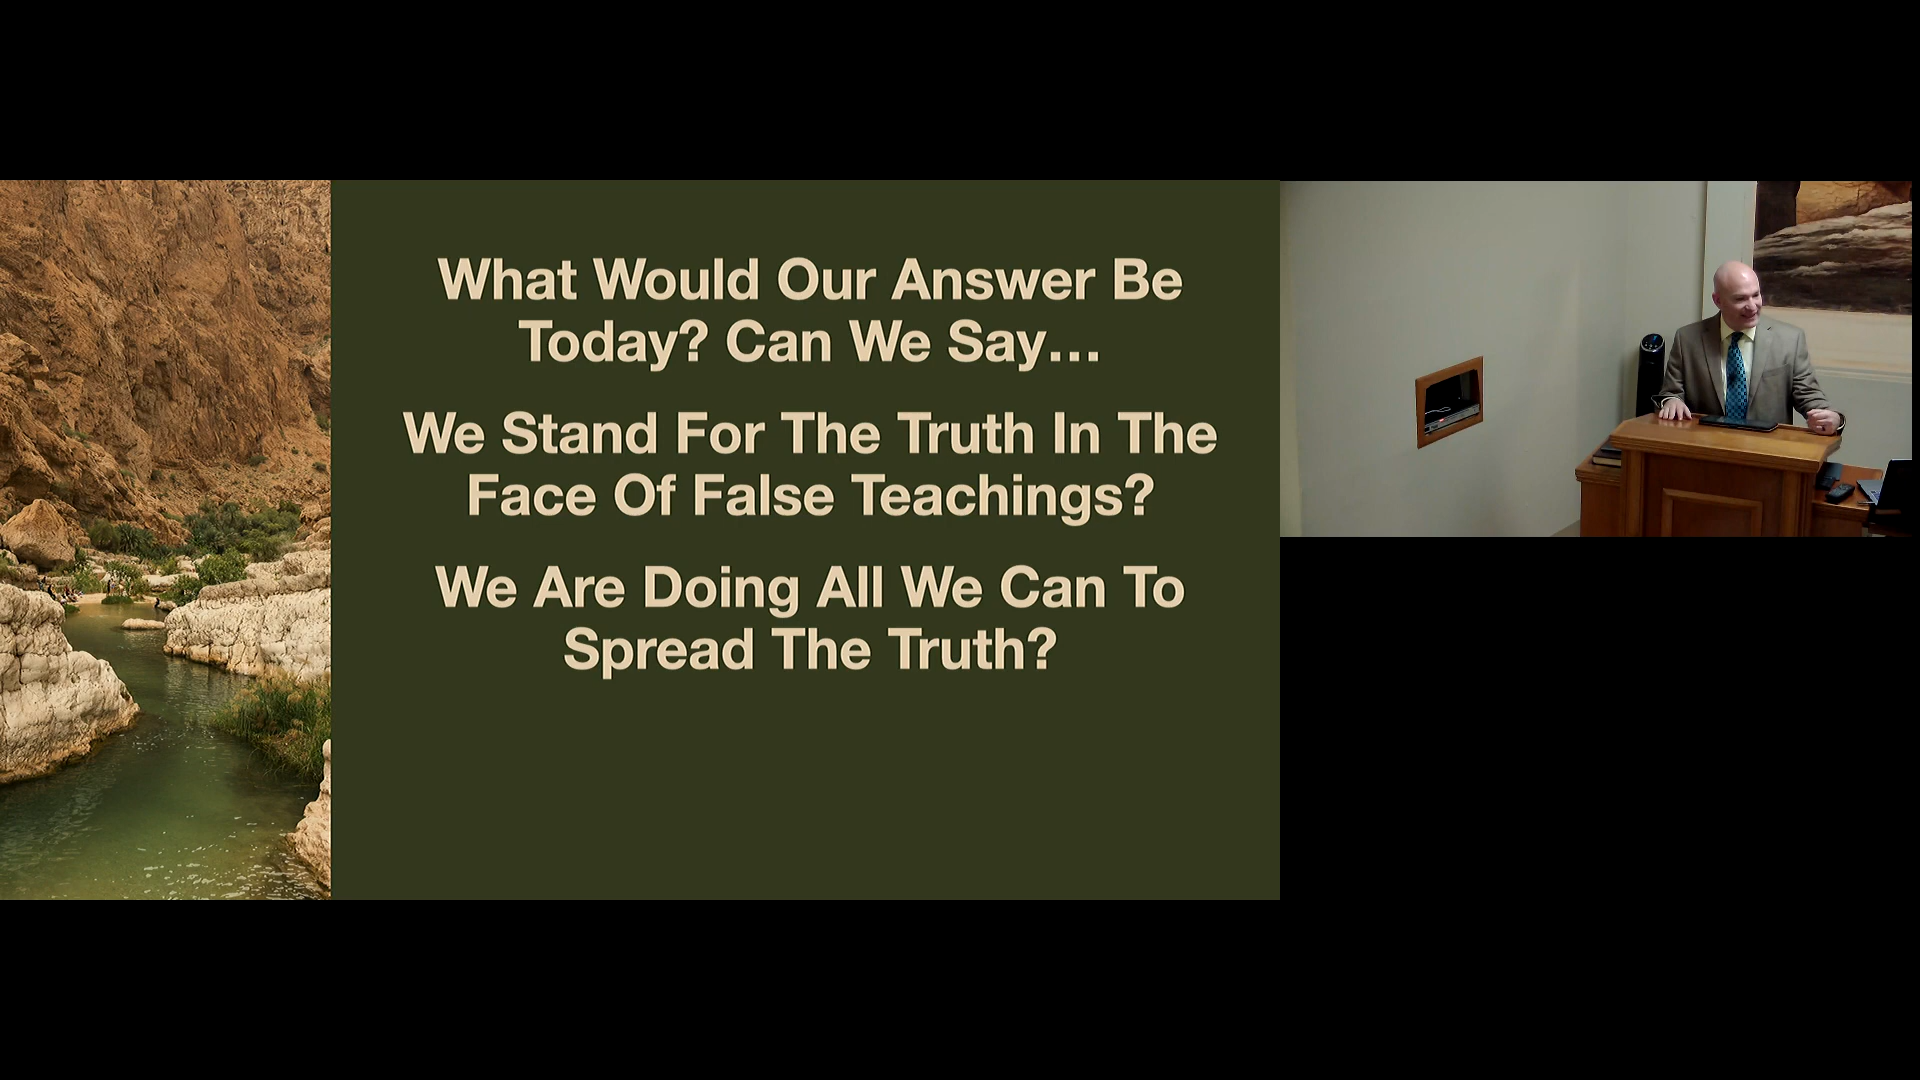 What Would Our Answer Be
Today? Can We Say…
We Stand For The Truth In The
Face Of False Teachings?
We Are Doing All We Can To
Spread The Truth?